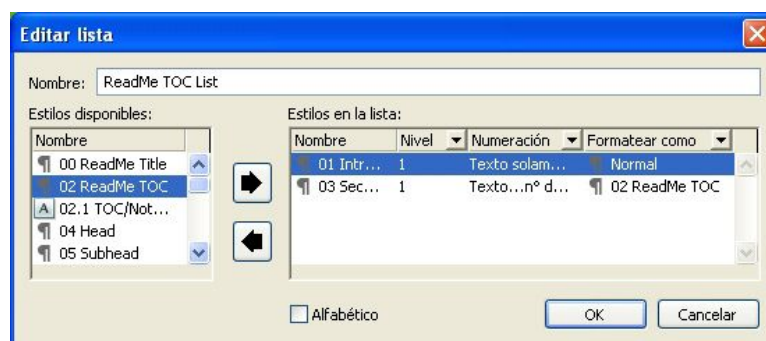 Editar lista
Nombre: ReadMe TOC List
Estilos disponibles: Estilos en la lista:
Nombre Nombre Nivel Numeración Formatear como
¶ 00 ReadMe Title ¶ 01 Intr... 1 Texto solam... ¶ Normal
¶ 02 ReadMe TOC ¶ 03 Sec... 1 Texto...nº d... ¶ 02 ReadMe TOC
A 02.1 TOC/Not...
¶ 04 Head
¶ 05 Subhead
Alfabético OK Cancelar